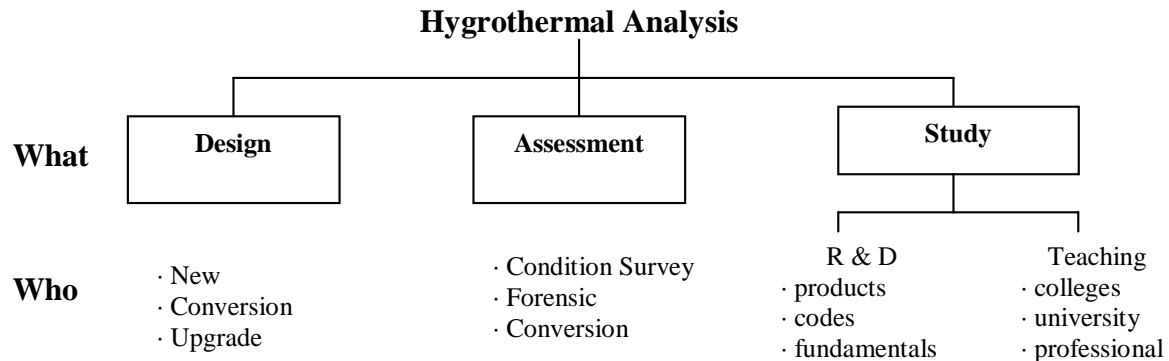 Hygrothermal Analysis
What
Design
Assessment
Study
Who
· New
· Conversion
· Upgrade
· Condition Survey
· Forensic
· Conversion
R & D
· products
· codes
· fundamentals
Teaching
· colleges
· university
· professional